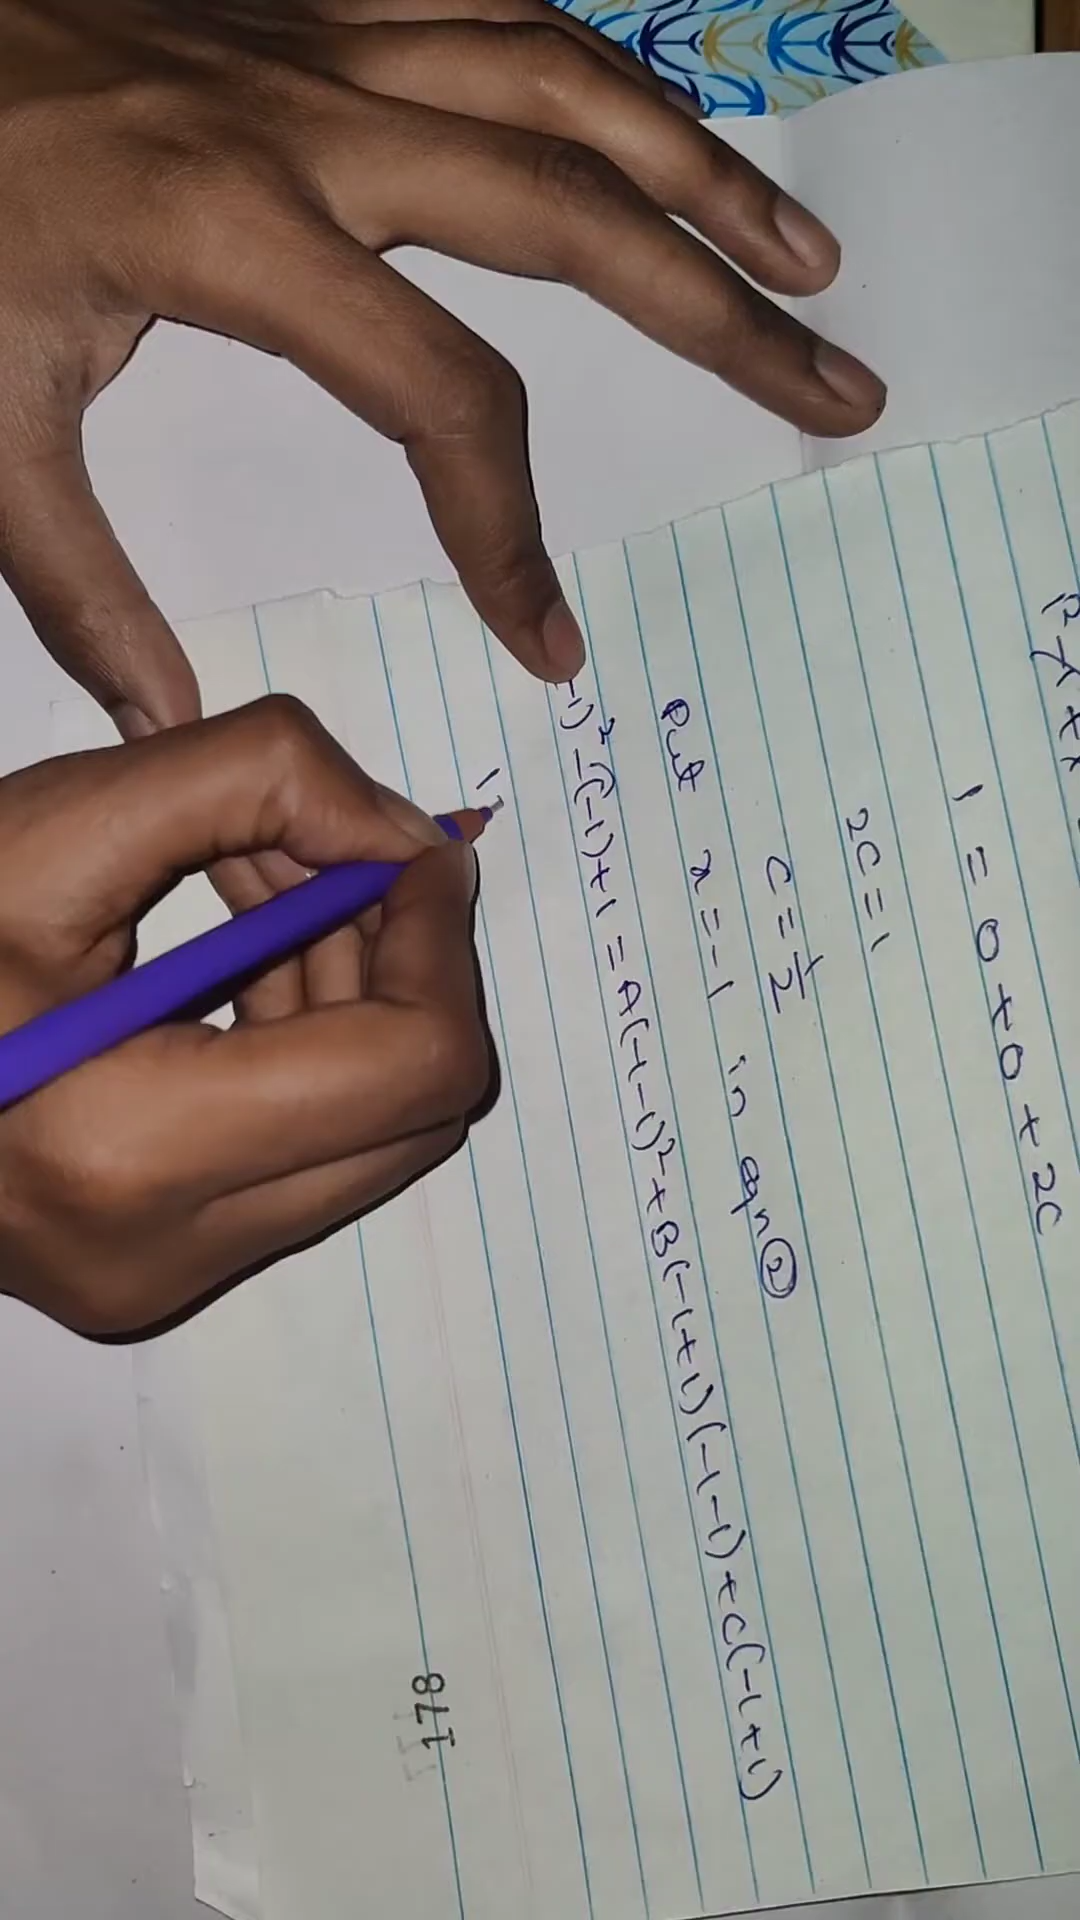 1 = 0 + 0 + 2C
2C = 1
C = 1/2
Put x = -1 in eqn ②
-1)² - (-1) + 1 = A(-1-1)² + B(-1+1)(-1-1) + C(-1+1)
1
178